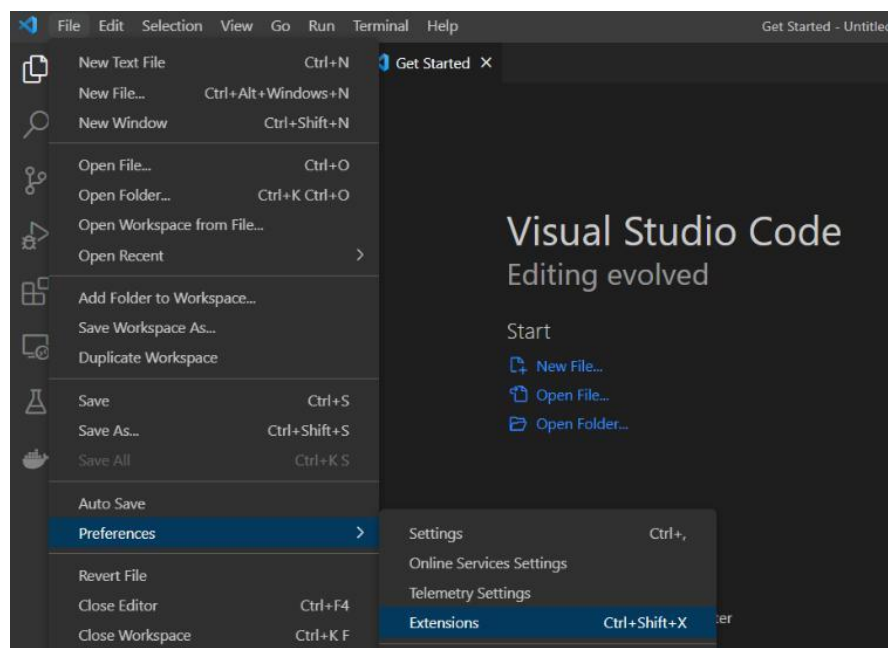 File Edit Selection View Go Run Terminal Help
Get Started - Untitled
New Text File Ctrl+N
New File... Ctrl+Alt+Windows+N
New Window Ctrl+Shift+N
Open File... Ctrl+O
Open Folder... Ctrl+K Ctrl+O
Open Workspace from File...
Open Recent
Add Folder to Workspace...
Save Workspace As...
Duplicate Workspace
Save Ctrl+S
Save As... Ctrl+Shift+S
Save All Ctrl+K S
Auto Save
Preferences
Revert File
Close Editor Ctrl+F4
Close Workspace Ctrl+K F
Get Started
Visual Studio Code
Editing evolved
Start
New File...
Open File...
Open Folder...
Settings Ctrl+,
Online Services Settings
Telemetry Settings
Extensions Ctrl+Shift+X